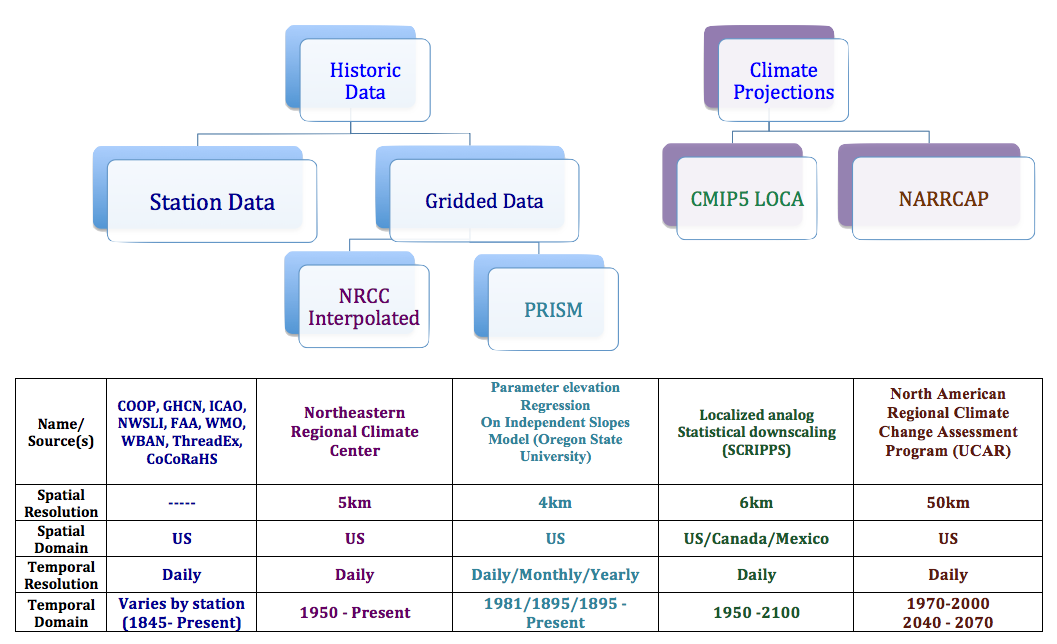 Historic
Data
Climate
Projections
Station Data
Gridded Data
CMIP5 LOCA
NARRCAP
NRCC
Interpolated
PRISM
Name/
Source(s)
COOP, GHCN, ICAO,
NWSLI, FAA, WMO,
WBAN, ThreadEx,
CoCoRaHS
Northeastern
Regional Climate
Center
Parameter elevation
Regression
On Independent Slopes
Model (Oregon State
University)
Localized analog
Statistical downscaling
(SCRIPPS)
North American
Regional Climate
Change Assessment
Program (UCAR)
Spatial
Resolution
-----
5km
4km
6km
50km
Spatial
Domain
US
US
US
US/Canada/Mexico
US
Temporal
Resolution
Daily
Daily
Daily/Monthly/Yearly
Daily
Daily
Temporal
Domain
Varies by station
(1845- Present)
1950 - Present
1981/1895/1895 -
Present
1950 -2100
1970-2000
2040 - 2070